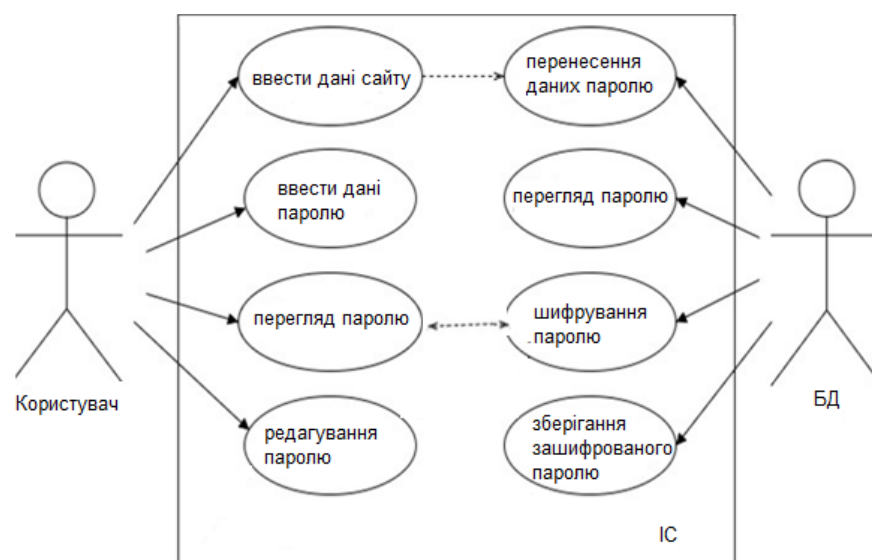 ввести дані сайту
перенесення
даних паролю
ввести дані
паролю
перегляд паролю
перегляд паролю
шифрування
паролю
Користувач
БД
редагування
паролю
зберігання
зашифрованого
паролю
ІС